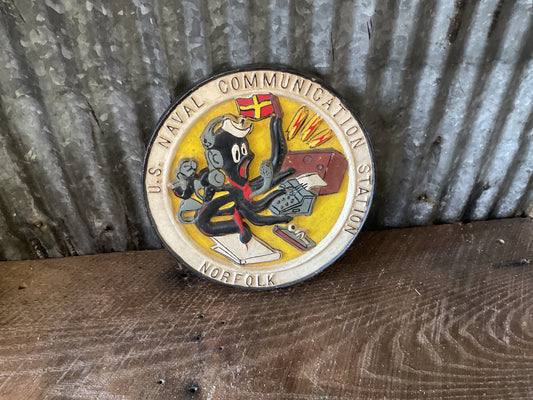 U.S. NAVAL COMMUNICATION STATION
NORFOLK